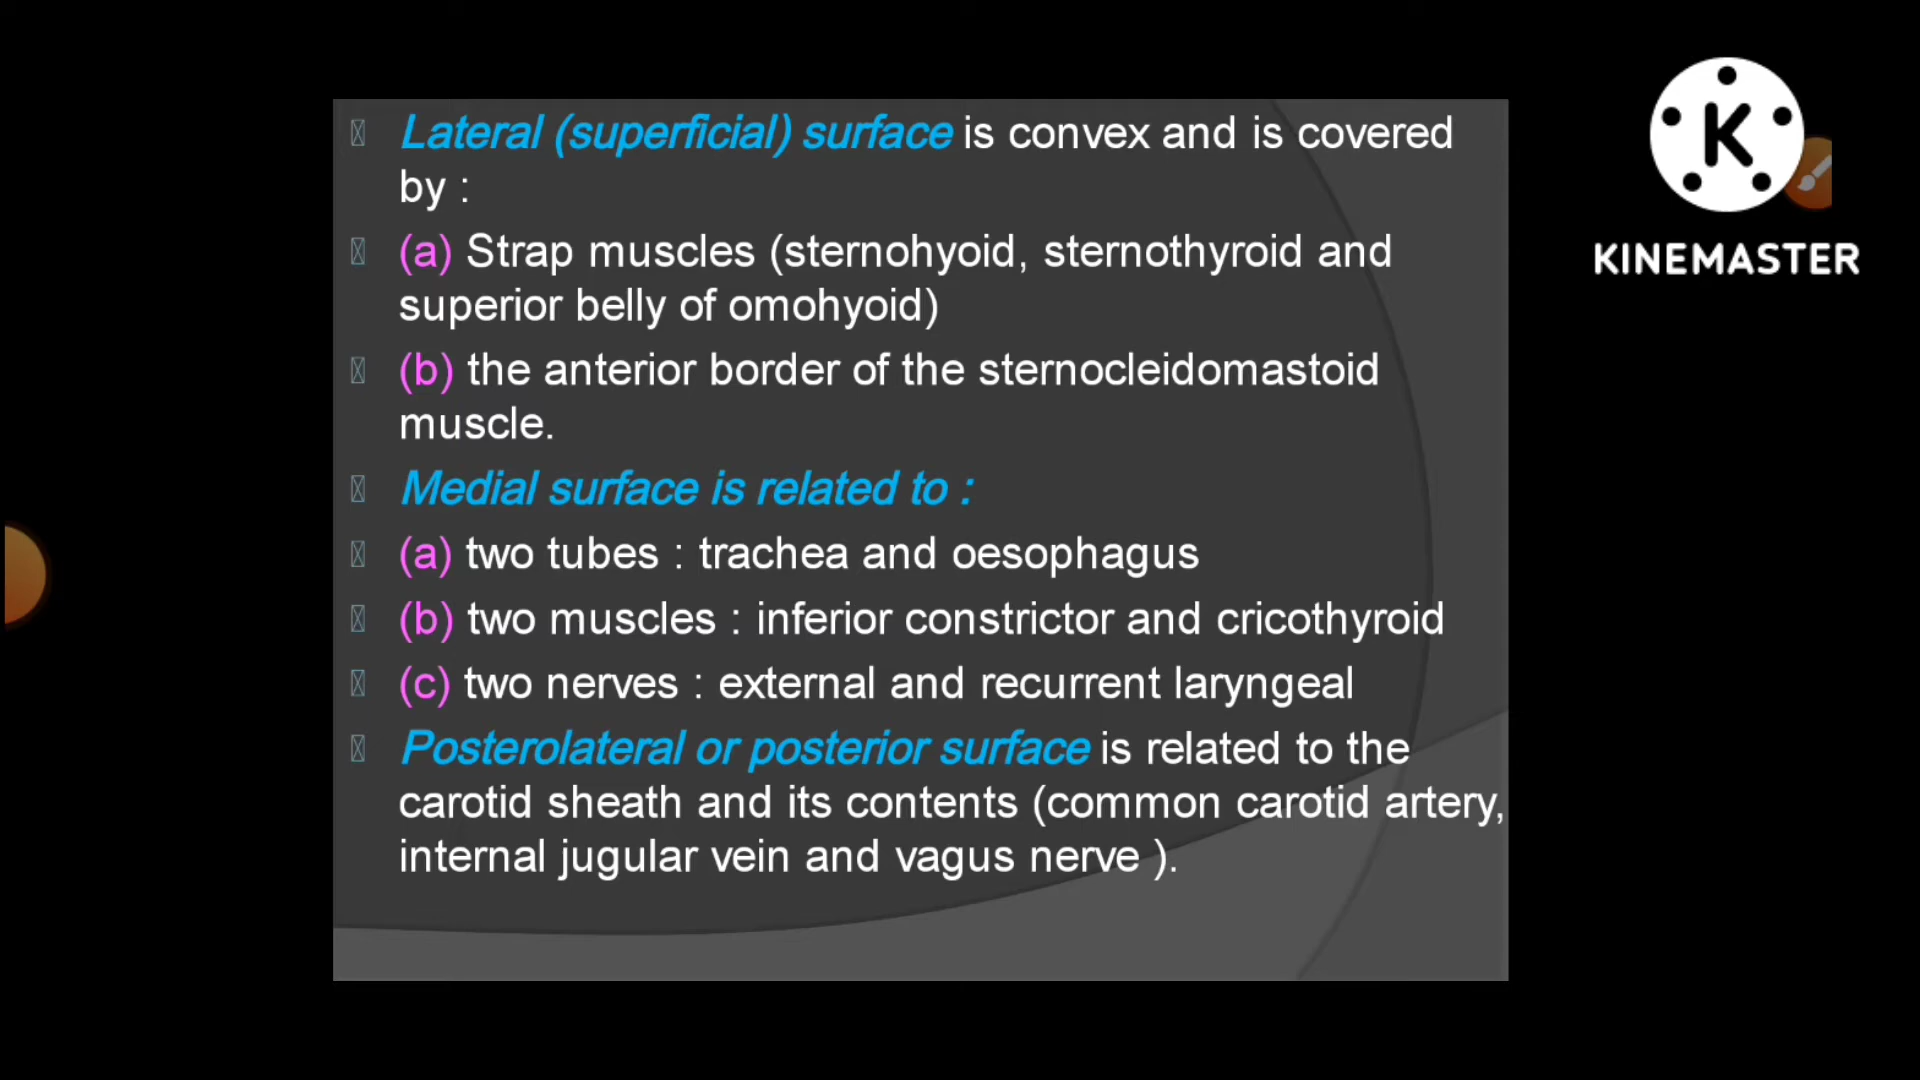 Lateral (superficial) surface is convex and is covered
by :
(a) Strap muscles (sternohyoid, sternothyroid and
superior belly of omohyoid)
(b) the anterior border of the sternocleidomastoid
muscle.
Medial surface is related to :
(a) two tubes : trachea and oesophagus
(b) two muscles : inferior constrictor and cricothyroid
(c) two nerves : external and recurrent laryngeal
Posterolateral or posterior surface is related to the
carotid sheath and its contents (common carotid artery,
internal jugular vein and vagus nerve ).
K
KINEMASTER